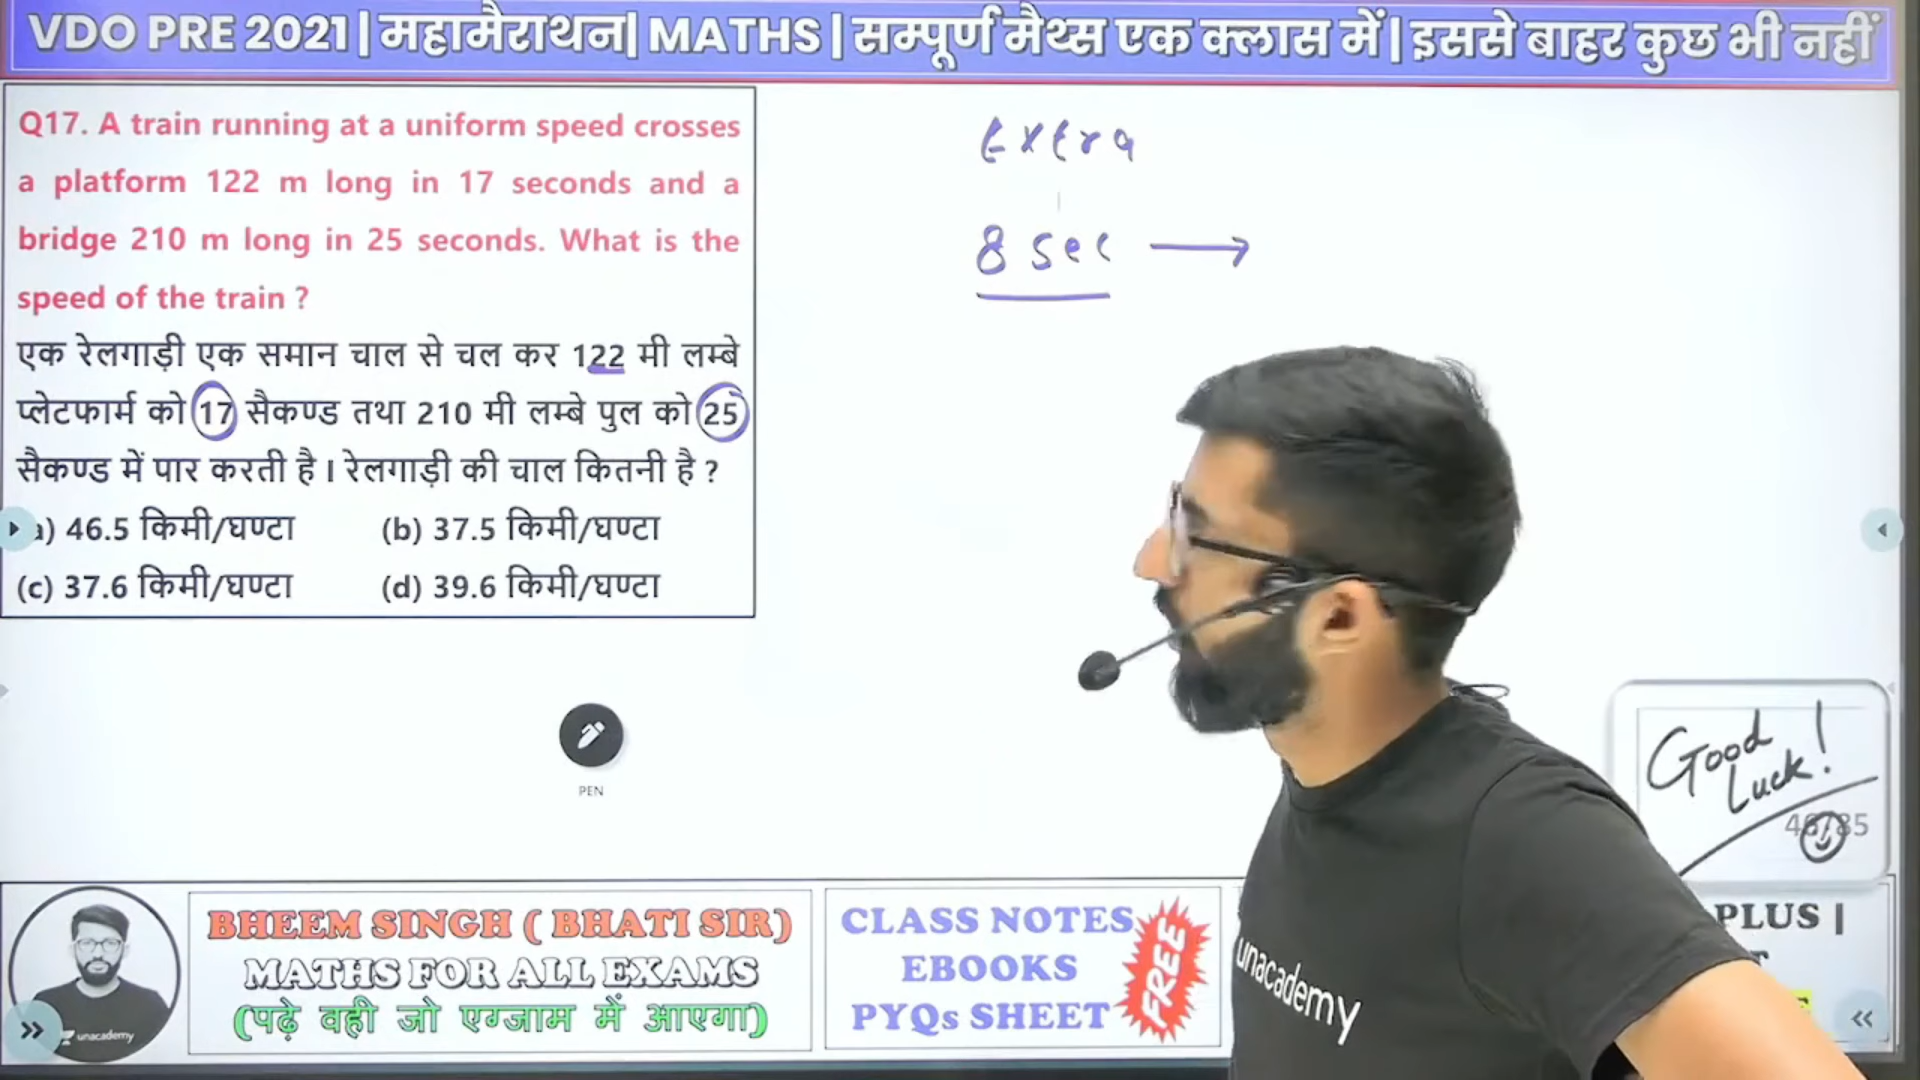 VDO PRE 2021 | महामैराथन| MATHS | सम्पूर्ण मैथ्स एक क्लास में | इससे बाहर कुछ भी नहीं
Q17. A train running at a uniform speed crosses
a platform 122 m long in 17 seconds and a
bridge 210 m long in 25 seconds. What is the
speed of the train ?
एक रेलगाड़ी एक समान चाल से चल कर 122 मी लम्बे
प्लेटफार्म को 17 सैकण्ड तथा 210 मी लम्बे पुल को 25
सैकण्ड में पार करती है। रेलगाड़ी की चाल कितनी है ?
a) 46.5 किमी/घण्टा (b) 37.5 किमी/घण्टा
(c) 37.6 किमी/घण्टा (d) 39.6 किमी/घण्टा
Extra
8 sec →
PEN
Good
Luck!
BHEEM SINGH ( BHATI SIR)
MATHS FOR ALL EXAMS
(पढ़े वही जो एग्जाम में आएगा)
unacademy
CLASS NOTES
EBOOKS
PYQs SHEET
FREE
unacademy
PLUS |